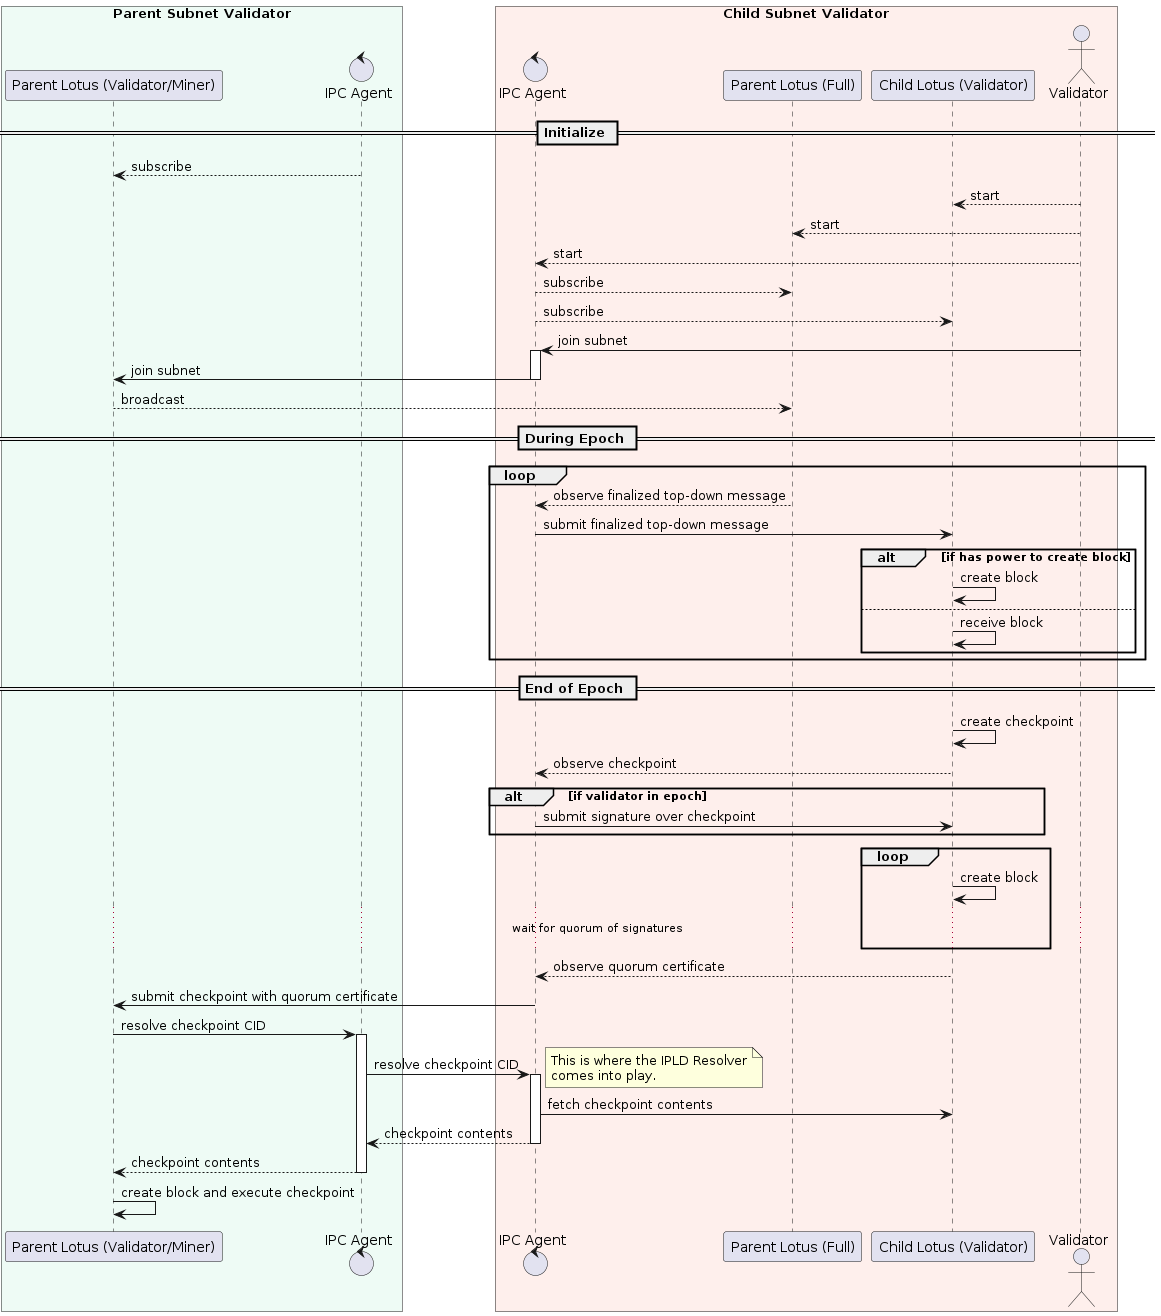 Parent Subnet Validator
Child Subnet Validator
Parent Lotus (Validator/Miner)
IPC Agent
IPC Agent
Parent Lotus (Full)
Child Lotus (Validator)
Validator
Initialize
subscribe
start
start
start
subscribe
subscribe
join subnet
join subnet
broadcast
During Epoch
loop
observe finalized top-down message
submit finalized top-down message
alt [if has power to create block]
create block
receive block
End of Epoch
create checkpoint
observe checkpoint
alt [if validator in epoch]
submit signature over checkpoint
loop
create block
wait for quorum of signatures
observe quorum certificate
submit checkpoint with quorum certificate
resolve checkpoint CID
resolve checkpoint CID
This is where the IPLD Resolver
comes into play.
fetch checkpoint contents
checkpoint contents
checkpoint contents
create block and execute checkpoint
Parent Lotus (Validator/Miner)
IPC Agent
IPC Agent
Parent Lotus (Full)
Child Lotus (Validator)
Validator